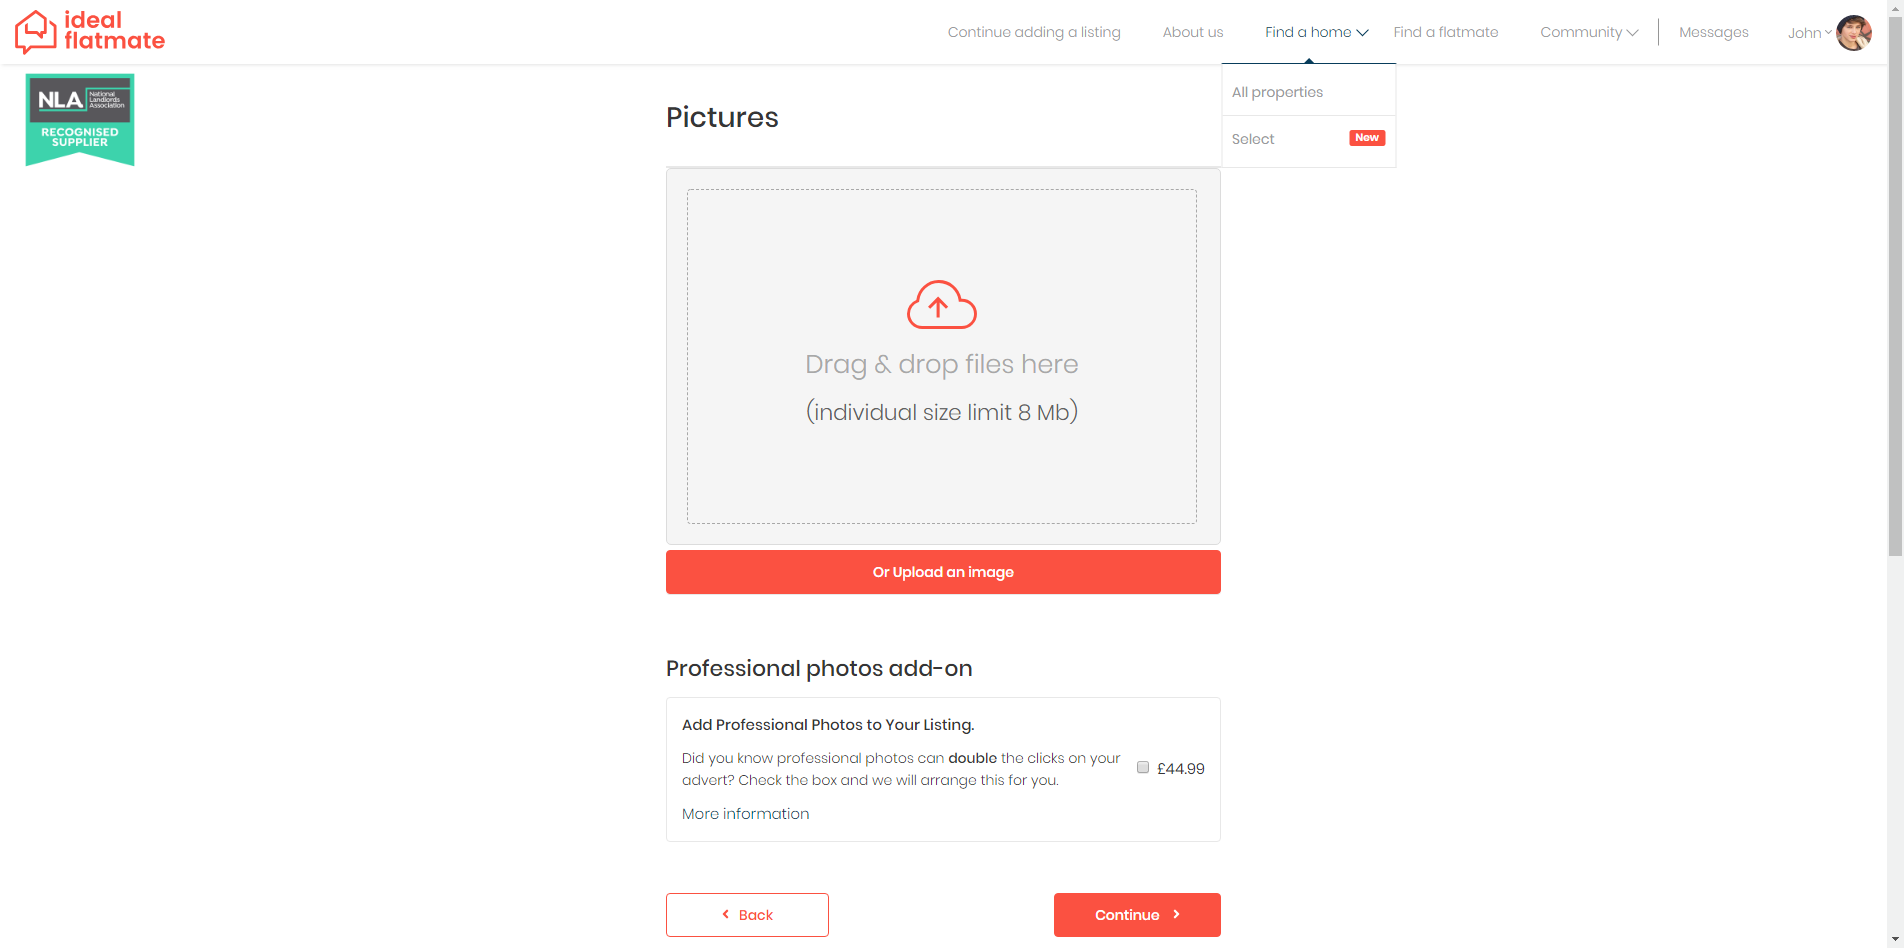 ideal
flatmate
Continue adding a listing
About us
Find a home
Find a flatmate
Community
Messages
John
All properties
Select
New
NLA
National
Landlords
Association
RECOGNISED
SUPPLIER
Pictures
Drag & drop files here
(individual size limit 8 Mb)
Or Upload an image
Professional photos add-on
Add Professional Photos to Your Listing.
Did you know professional photos can double the clicks on your
advert? Check the box and we will arrange this for you.
£44.99
More information
Back
Continue